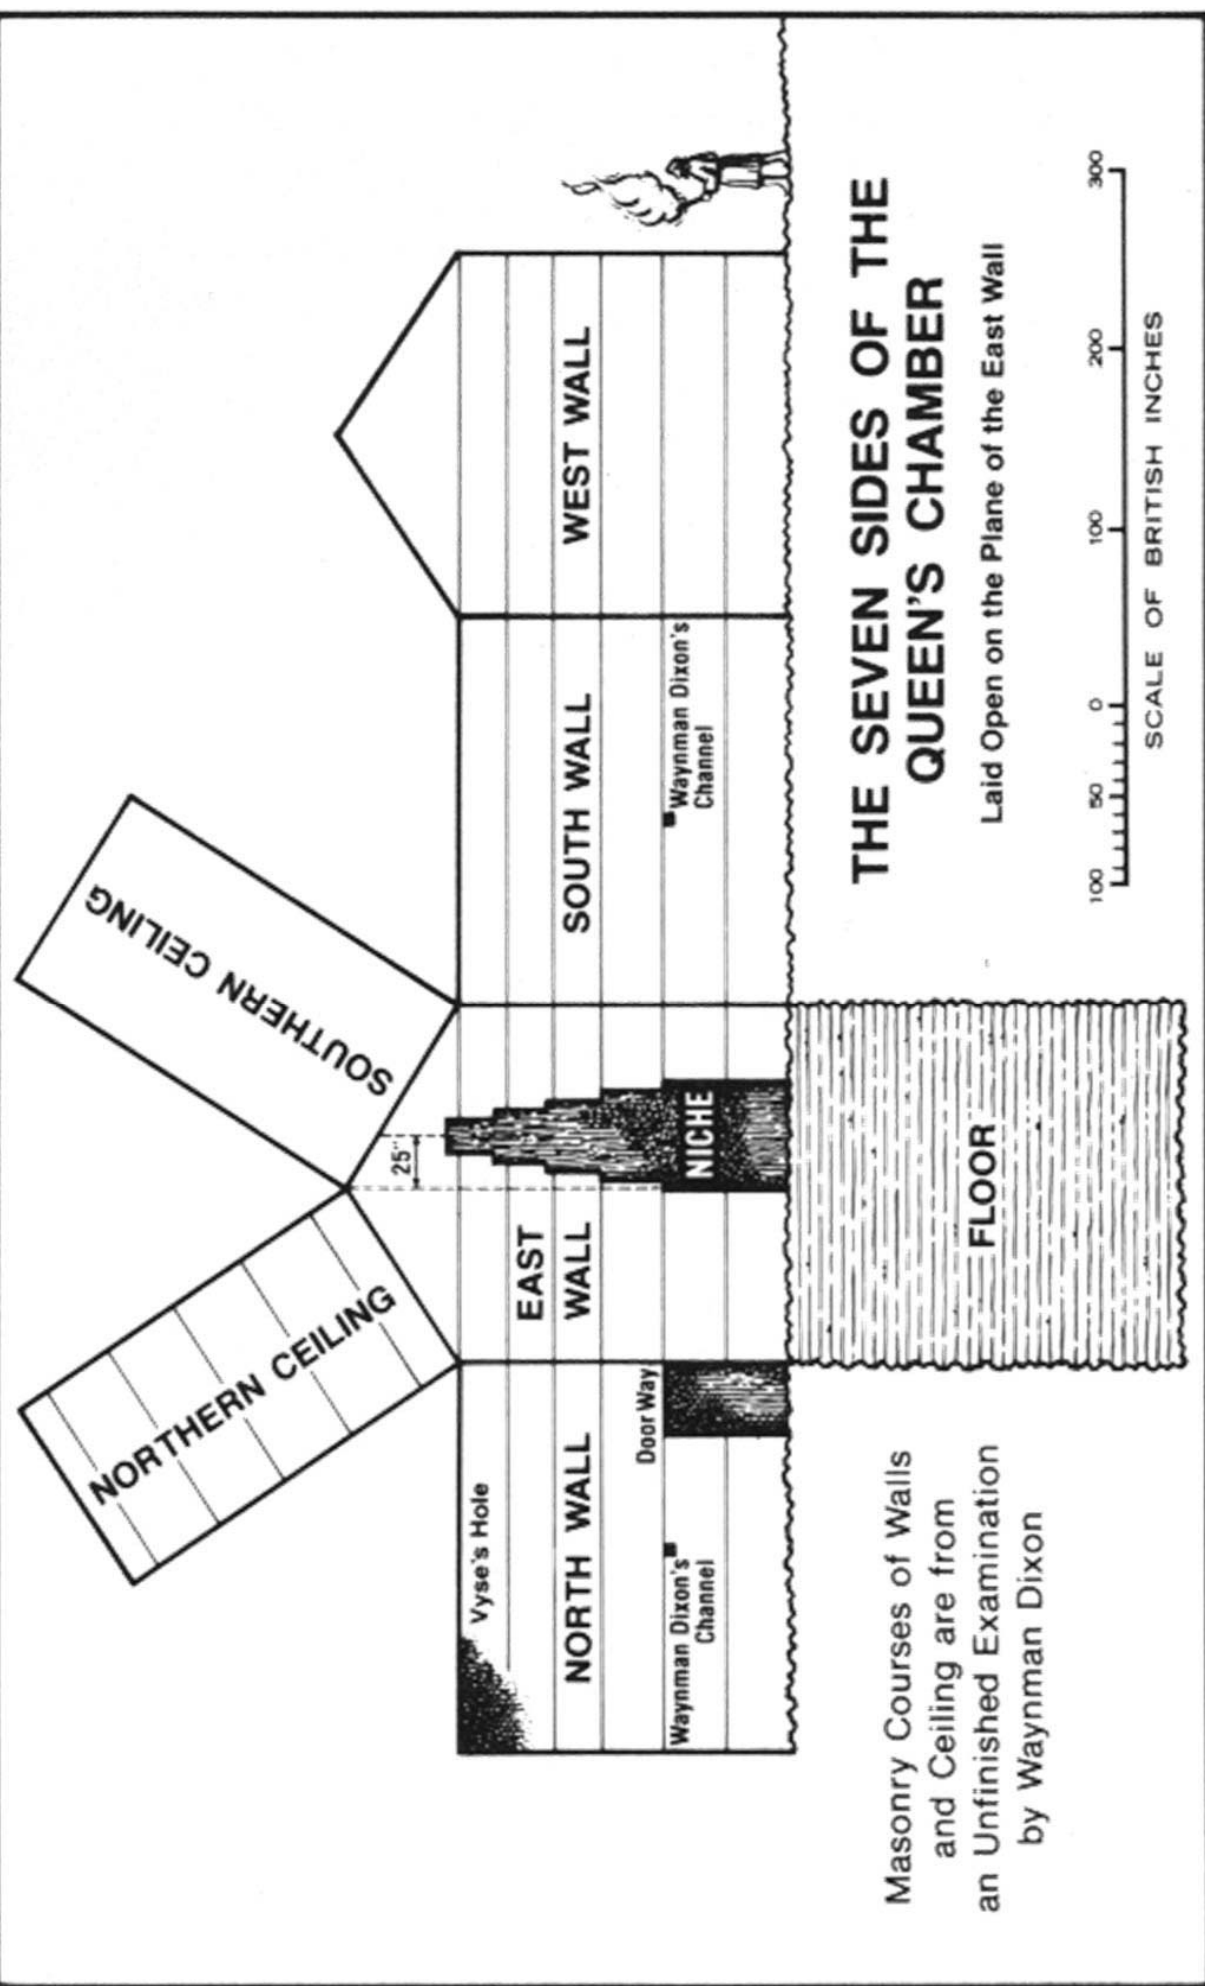 NORTHERN CEILING
SOUTHERN CEILING
25"
Vyse's Hole
NORTH WALL
Door Way
Waynman Dixon's
Channel
EAST
WALL
NICHE
SOUTH WALL
Waynman Dixon's
Channel
WEST WALL
FLOOR
Masonry Courses of Walls
and Ceiling are from
an Unfinished Examination
by Waynman Dixon
THE SEVEN SIDES OF THE
QUEEN'S CHAMBER
Laid Open on the Plane of the East Wall
100 50 0 100 200 300
SCALE OF BRITISH INCHES